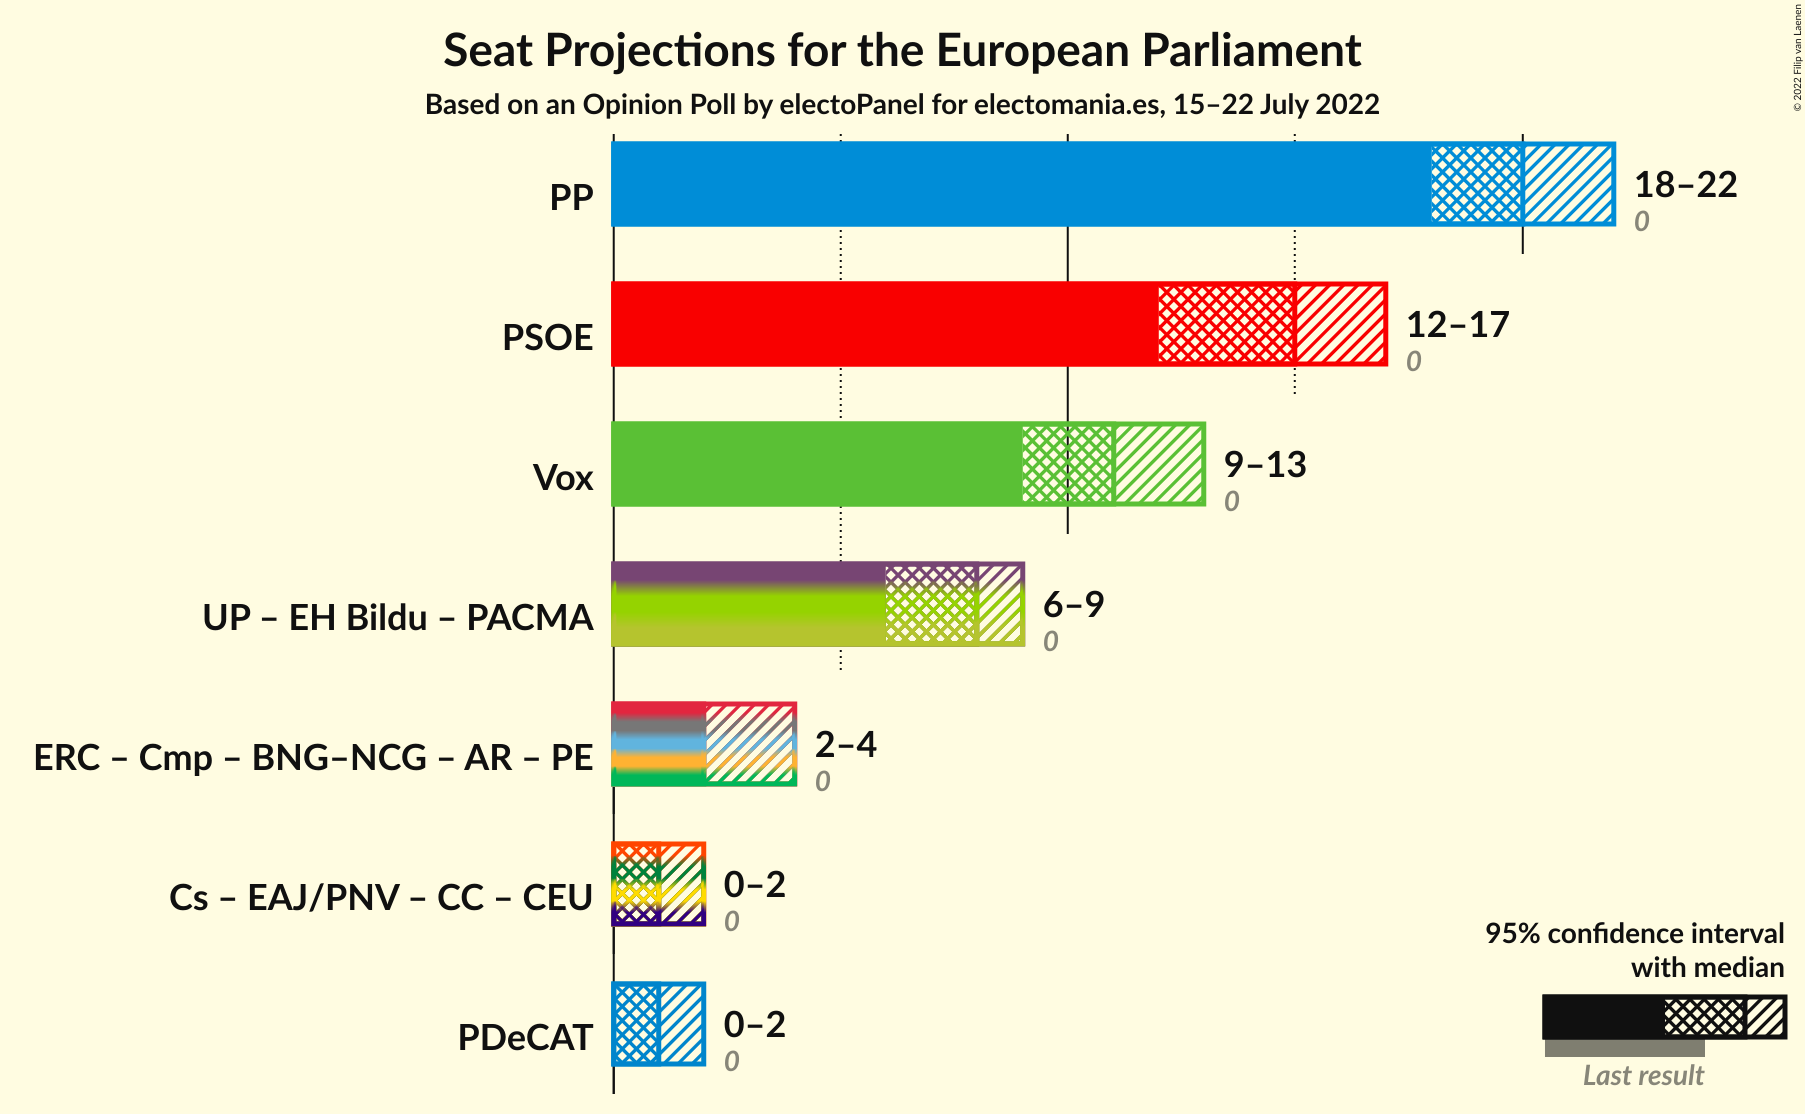 Seat Projections for the European Parliament
Based on an Opinion Poll by electoPanel for electomania.es, 15–22 July 2022
© 2022 Filip van Laenen
PP
18–22
0
PSOE
12–17
0
Vox
9–13
0
UP – EH Bildu – PACMA
6–9
0
ERC – Cmp – BNG–NCG – AR – PE
2–4
0
Cs – EAJ/PNV – CC – CEU
0–2
0
PDeCAT
0–2
0
95% confidence interval
with median
Last result